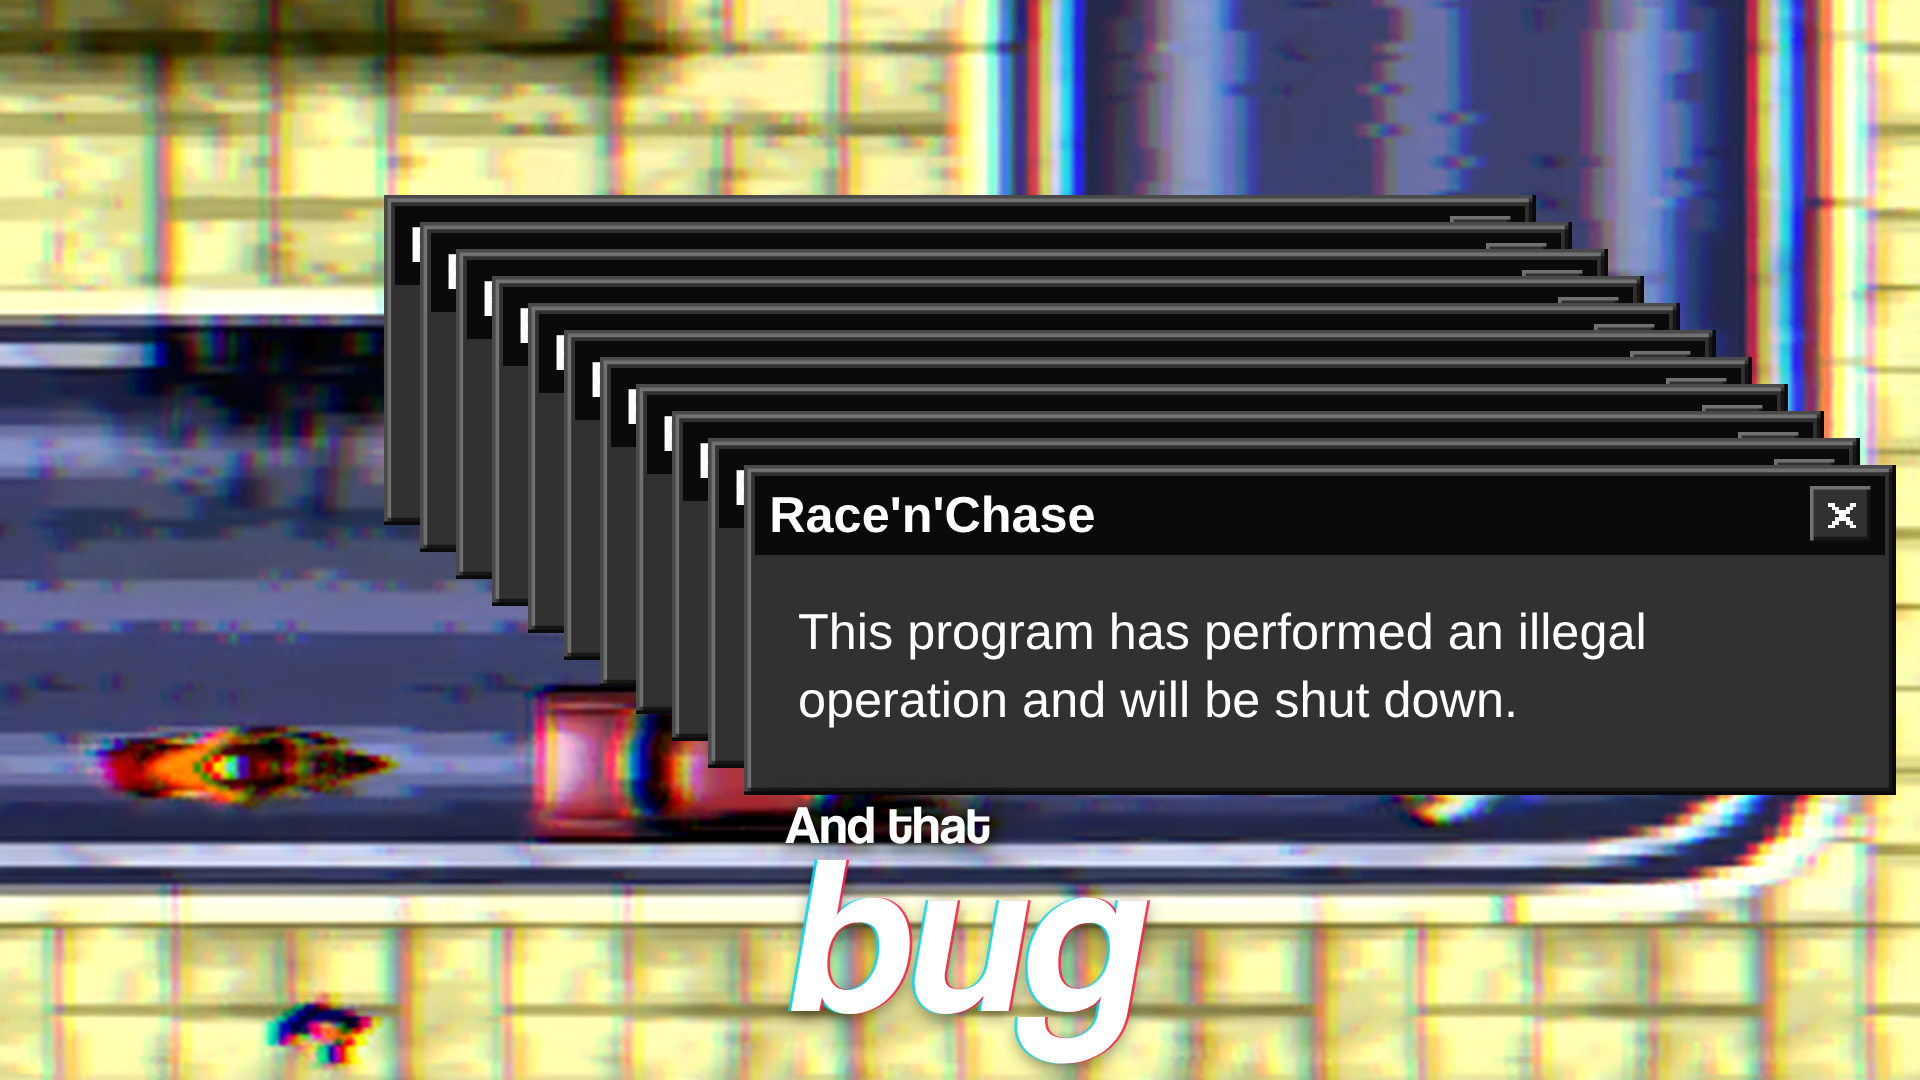 Race'n'Chase
This program has performed an illegal
operation and will be shut down.
And that
bug